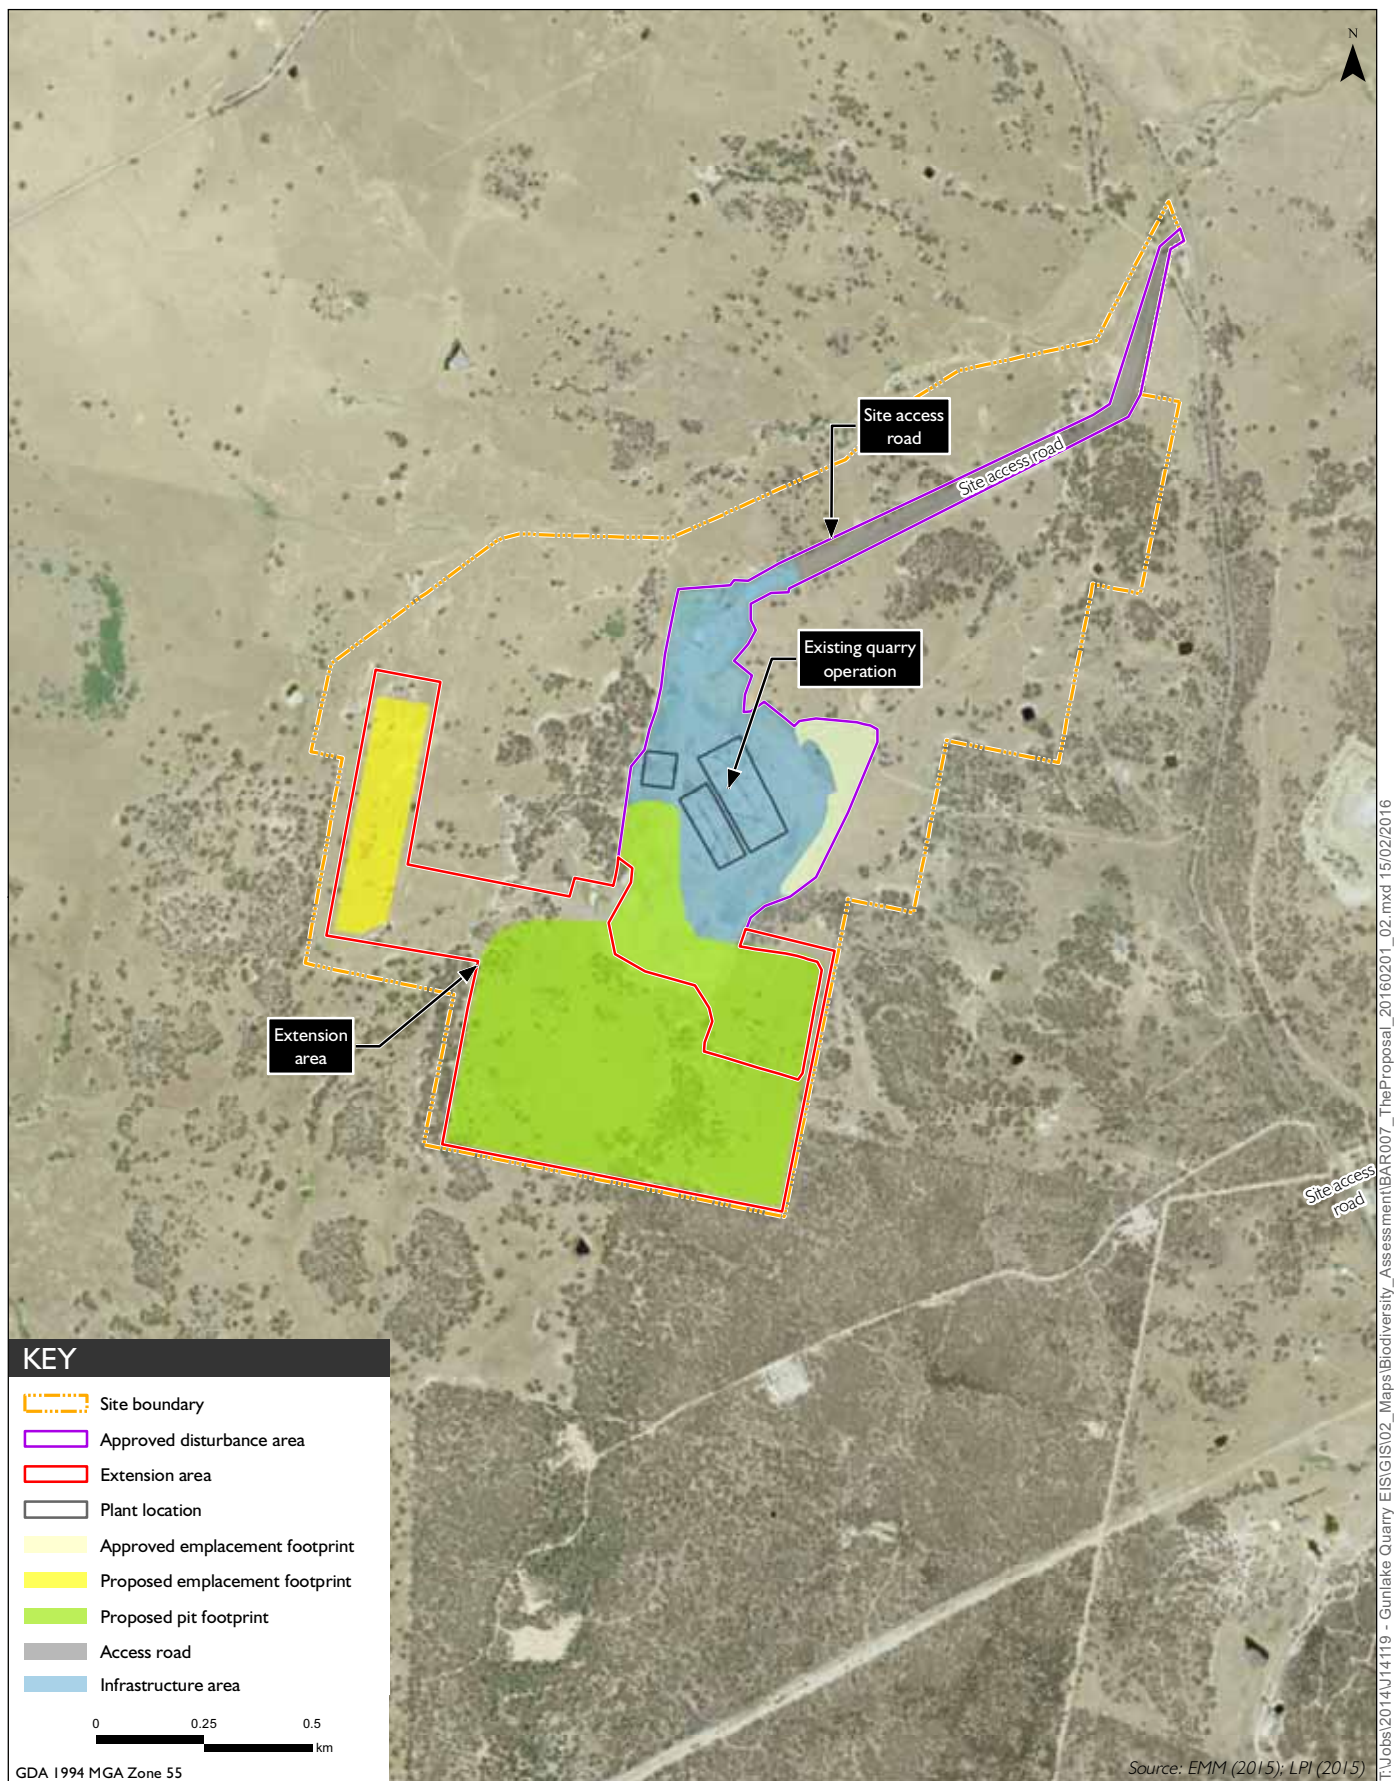 N
Site access
road
Site access road
Existing quarry
operation
Extension
area
Site access
road
KEY
Site boundary
Approved disturbance area
Extension area
Plant location
Approved emplacement footprint
Proposed emplacement footprint
Proposed pit footprint
Access road
Infrastructure area
0 0.25 0.5
km
GDA 1994 MGA Zone 55
Source: EMM (2015); LPI (2015)
T:\Jobs\2014\J14119 - Gunlake Quarry EIS\GIS\02_Maps\Biodiversity_Assessment\BAR007_TheProposal_20160201_02.mxd 15/02/2016